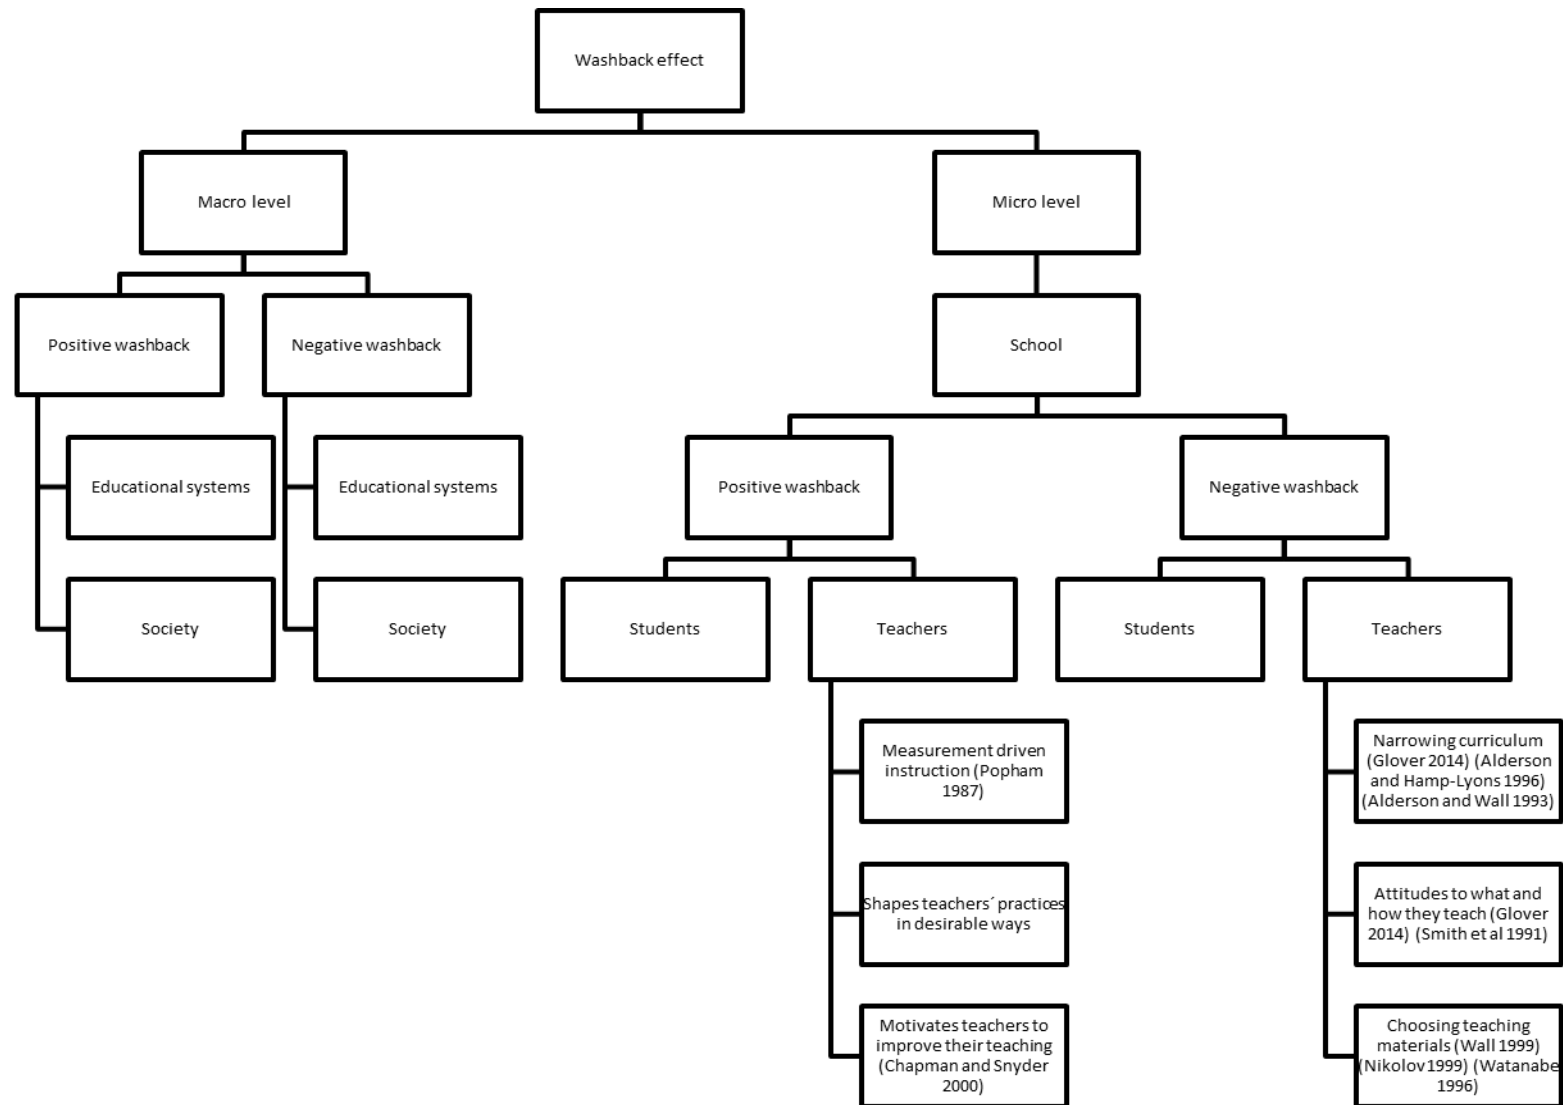 Washback effect
Macro level
Micro level
Positive washback
Negative washback
School
Educational systems
Educational systems
Positive washback
Negative washback
Society
Society
Students
Teachers
Students
Teachers
Measurement driven
instruction (Popham
1987)
Narrowing curriculum
(Glover 2014) (Alderson
and Hamp-Lyons 1996)
(Alderson and Wall 1993)
Shapes teachers´ practices
in desirable ways
Attitudes to what and
how they teach (Glover
2014) (Smith et al 1991)
Motivates teachers to
improve their teaching
(Chapman and Snyder
2000)
Choosing teaching
materials (Wall 1999)
(Nikolov 1999) (Watanabe
1996)